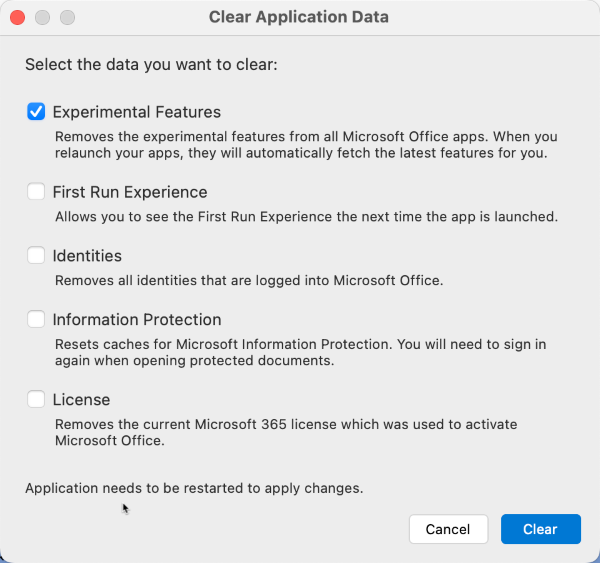 Clear Application Data
Select the data you want to clear:
Experimental Features
Removes the experimental features from all Microsoft Office apps. When you
relaunch your apps, they will automatically fetch the latest features for you.
First Run Experience
Allows you to see the First Run Experience the next time the app is launched.
Identities
Removes all identities that are logged into Microsoft Office.
Information Protection
Resets caches for Microsoft Information Protection. You will need to sign in
again when opening protected documents.
License
Removes the current Microsoft 365 license which was used to activate
Microsoft Office.
Application needs to be restarted to apply changes.
Cancel
Clear